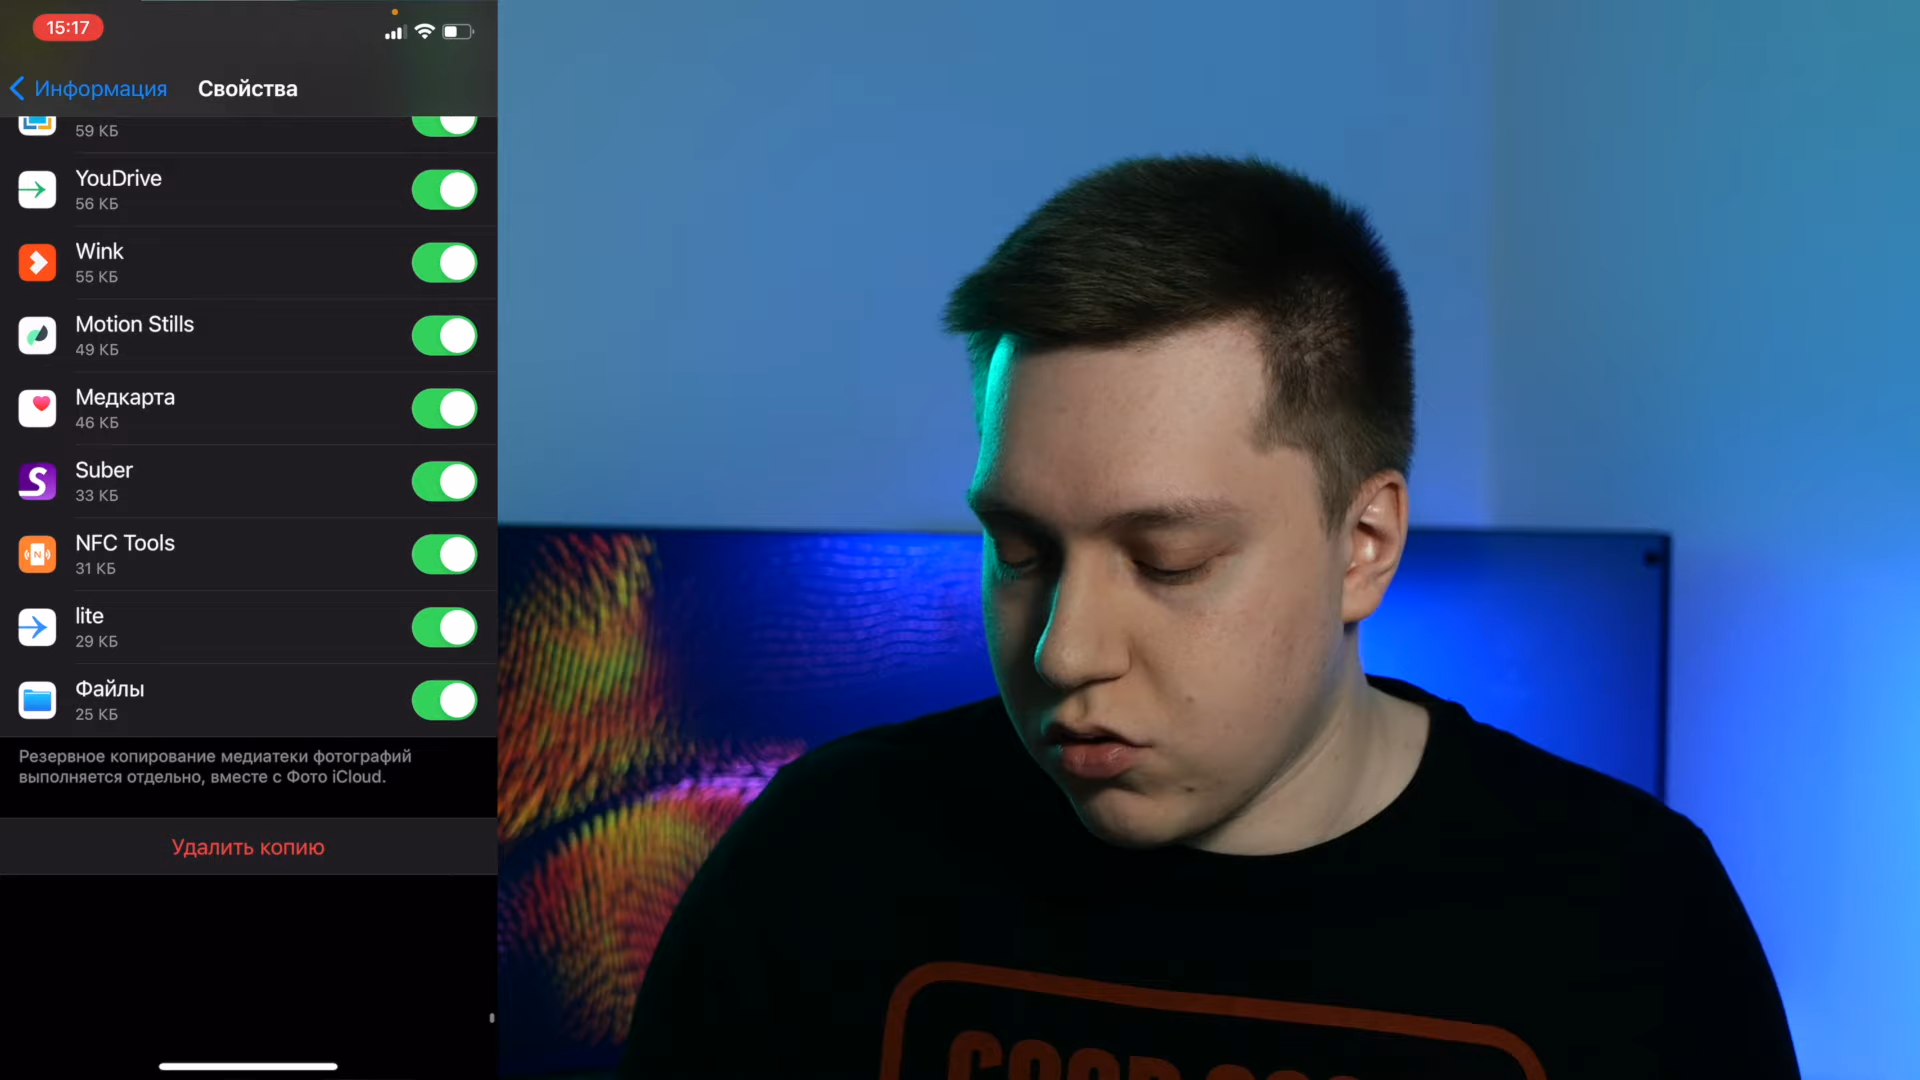 15:17
Информация
Свойства
59 КБ
YouDrive
56 КБ
Wink
55 КБ
Motion Stills
49 КБ
Медкарта
46 КБ
Suber
33 КБ
NFC Tools
31 КБ
lite
29 КБ
Файлы
25 КБ
Резервное копирование медиатеки фотографий
выполняется отдельно, вместе с Фото iCloud.
Удалить копию